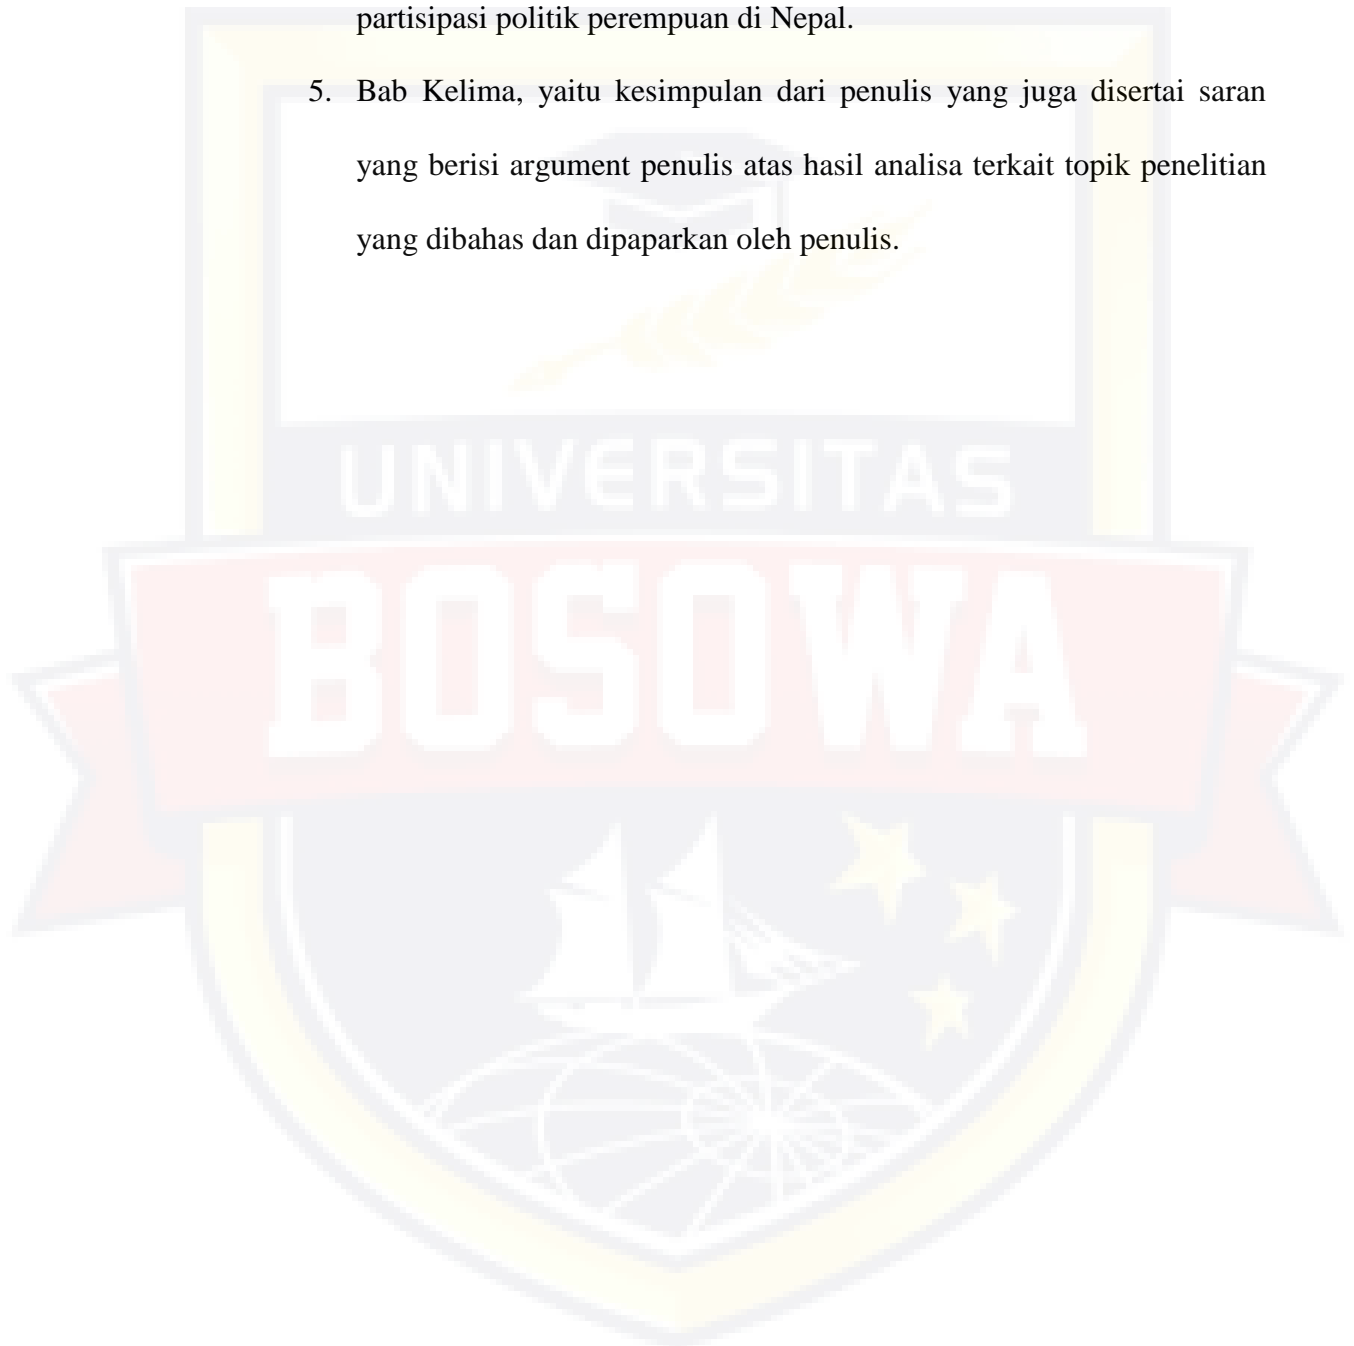 partisipasi politik perempuan di Nepal.
5. Bab Kelima, yaitu kesimpulan dari penulis yang juga disertai saran
yang berisi argument penulis atas hasil analisa terkait topik penelitian
yang dibahas dan dipaparkan oleh penulis.
UNIVERSITAS
BOSOWA